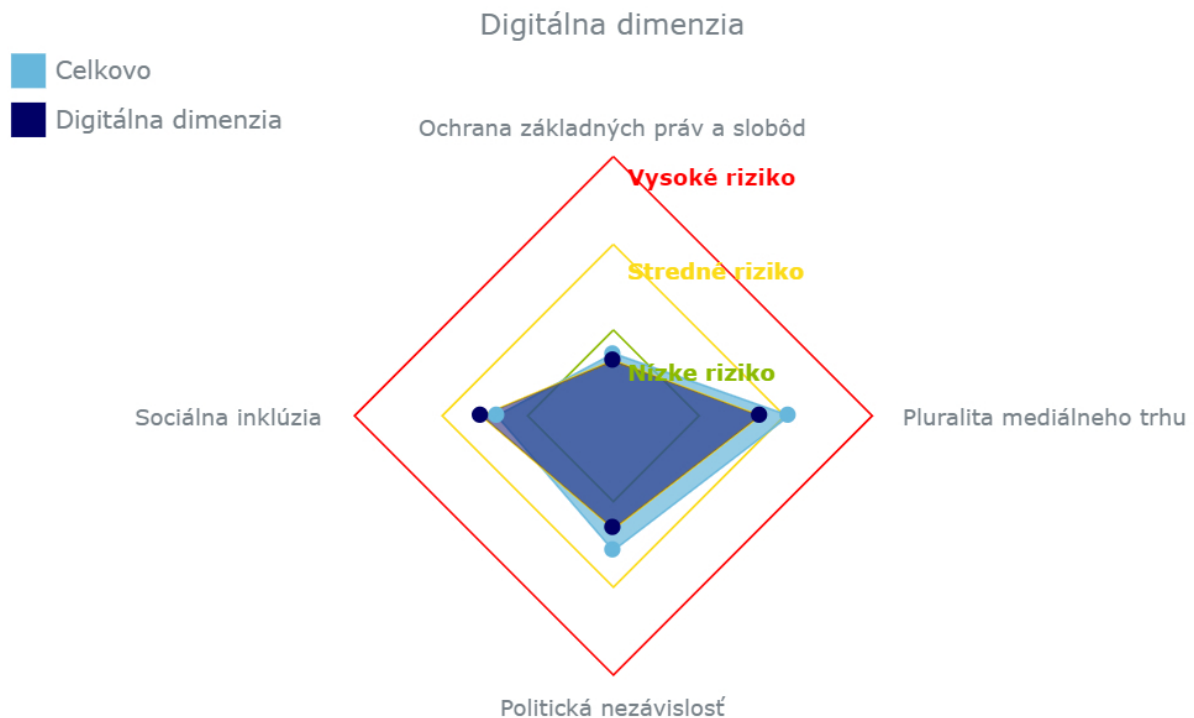 Digitálna dimenzia
Celkovo
Digitálna dimenzia
Ochrana základných práv a slobôd
Vysoké riziko
Stredné riziko
Nízke riziko
Sociálna inklúzia
Pluralita mediálneho trhu
Politická nezávislosť